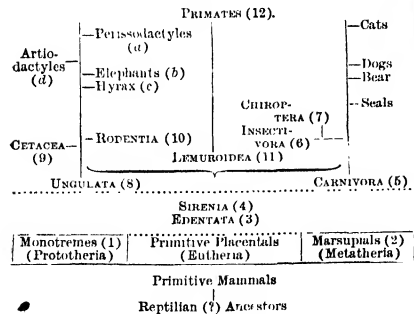 PRIMATES (12).
Cats
Perissodactyles
(a)
Artio-
dactyles
(d)
Elephants (b)
Hyrax (c)
Dogs
Bear
Seals
CHIROP-
TERA (7)
INSECTI-
VORA (6)
CETACEA
(9)
RODENTIA (10)
LEMUROIDEA (11)
UNGULATA (8)
CARNIVORA (5)
SIRENIA (4)
EDENTATA (3)
Monotremes (1)
(Prototheria)
Primitive Placentals
(Eutheria)
Marsupials (2)
(Metatheria)
Primitive Mammals
Reptilian (?) Ancestors